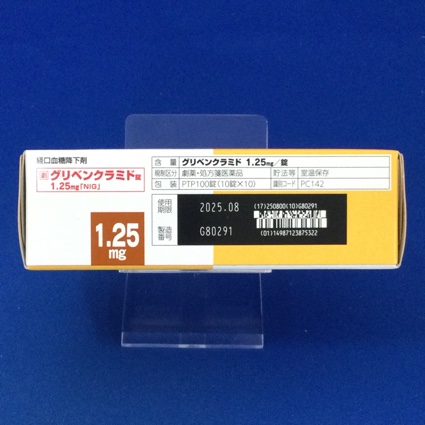 経口血糖降下剤
劇 グリベンクラミド錠
1.25mg「NIG」
1.25
mg
含量 グリベンクラミド 1.25mg/錠
規制区分 劇薬・処方箋医薬品 貯法等 室温保存
包装 PTP100錠(10錠×10) 識別コード PC142
使用期限 2025.08
製造番号 G80291
(17)250800(10)G80291
(01)14987123875322